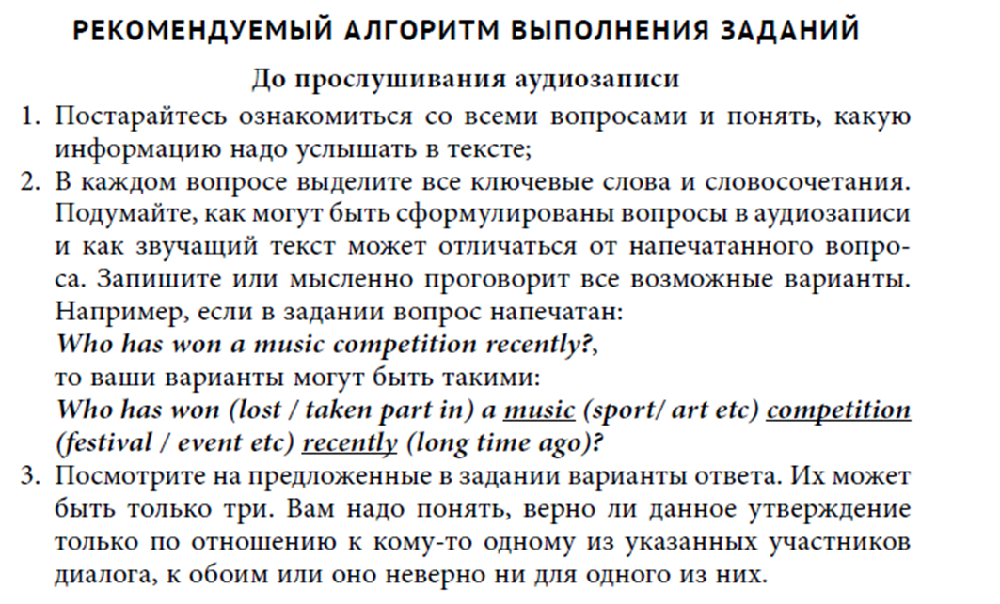 РЕКОМЕНДУЕМЫЙ АЛГОРИТМ ВЫПОЛНЕНИЯ ЗАДАНИЙ
До прослушивания аудиозаписи
1. Постарайтесь ознакомиться со всеми вопросами и понять, какую
информацию надо услышать в тексте;
2. В каждом вопросе выделите все ключевые слова и словосочетания.
Подумайте, как могут быть сформулированы вопросы в аудиозаписи
и как звучащий текст может отличаться от напечатанного вопро-
са. Запишите или мысленно проговорит все возможные варианты.
Например, если в задании вопрос напечатан:
Who has won a music competition recently?,
то ваши варианты могут быть такими:
Who has won (lost / taken part in) a music (sport/ art etc) competition
(festival / event etc) recently (long time ago)?
3. Посмотрите на предложенные в задании варианты ответа. Их может
быть только три. Вам надо понять, верно ли данное утверждение
только по отношению к кому-то одному из указанных участников
диалога, к обоим или оно неверно ни для одного из них.